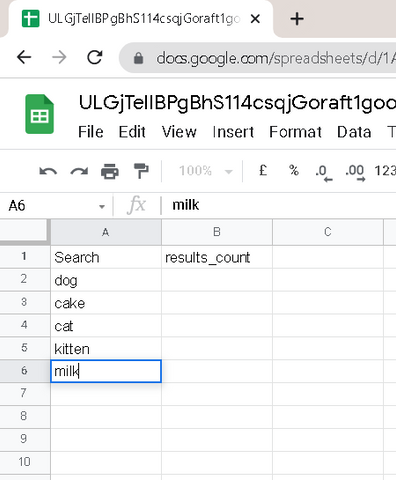 ULGjTellBPgBhS114csqjGoraft1go
docs.google.com/spreadsheets/d/1
ULGjTellBPgBhS114csqjGoraft1goo
File Edit View Insert Format Data T
100% £ % .0 .00 123
A6 fx milk
A B C
1 Search results_count
2 dog
3 cake
4 cat
5 kitten
6 milk
7
8
9
10